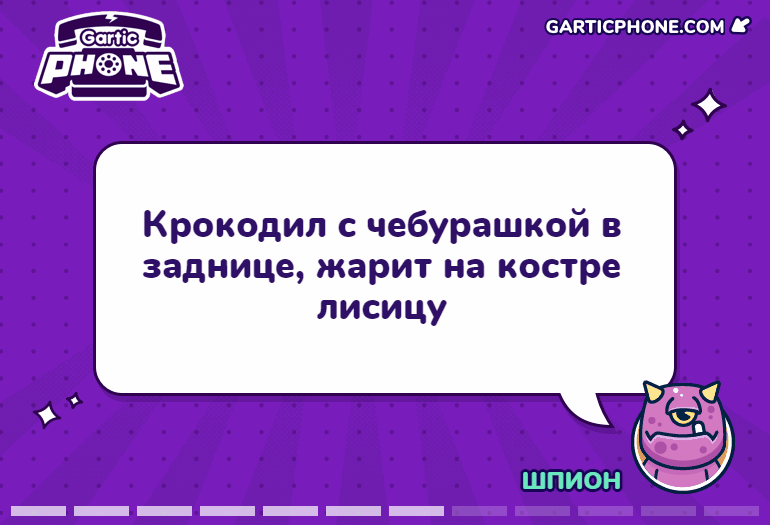 Gartic
PHONE
GARTICPHONE.COM
Крокодил с чебурашкой в
заднице, жарит на костре
лисицу
ШПИОН